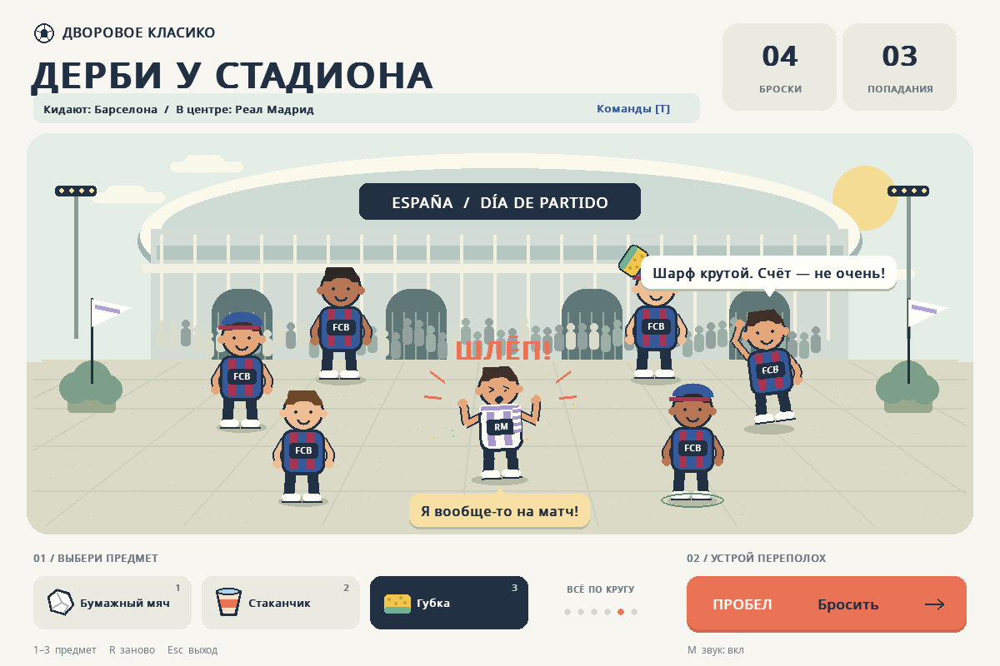 ДВОРОВОЕ КЛАСИКО
ДЕРБИ У СТАДИОНА
Кидают: Барселона / В центре: Реал Мадрид
Команды [T]
04
БРОСКИ
03
ПОПАДАНИЯ
ESPAÑA / DÍA DE PARTIDO
Шарф крутой. Счёт — не очень!
FCB
FCB
FCB
FCB
FCB
FCB
ШЛЁП!
RM
Я вообще-то на матч!
01 / ВЫБЕРИ ПРЕДМЕТ
Бумажный мяч
1
Стаканчик
2
Губка
3
ВСЁ ПО КРУГУ
02 / УСТРОЙ ПЕРЕПОЛОХ
ПРОБЕЛ Бросить →
1–3 предмет R заново Esc выход
M звук: вкл